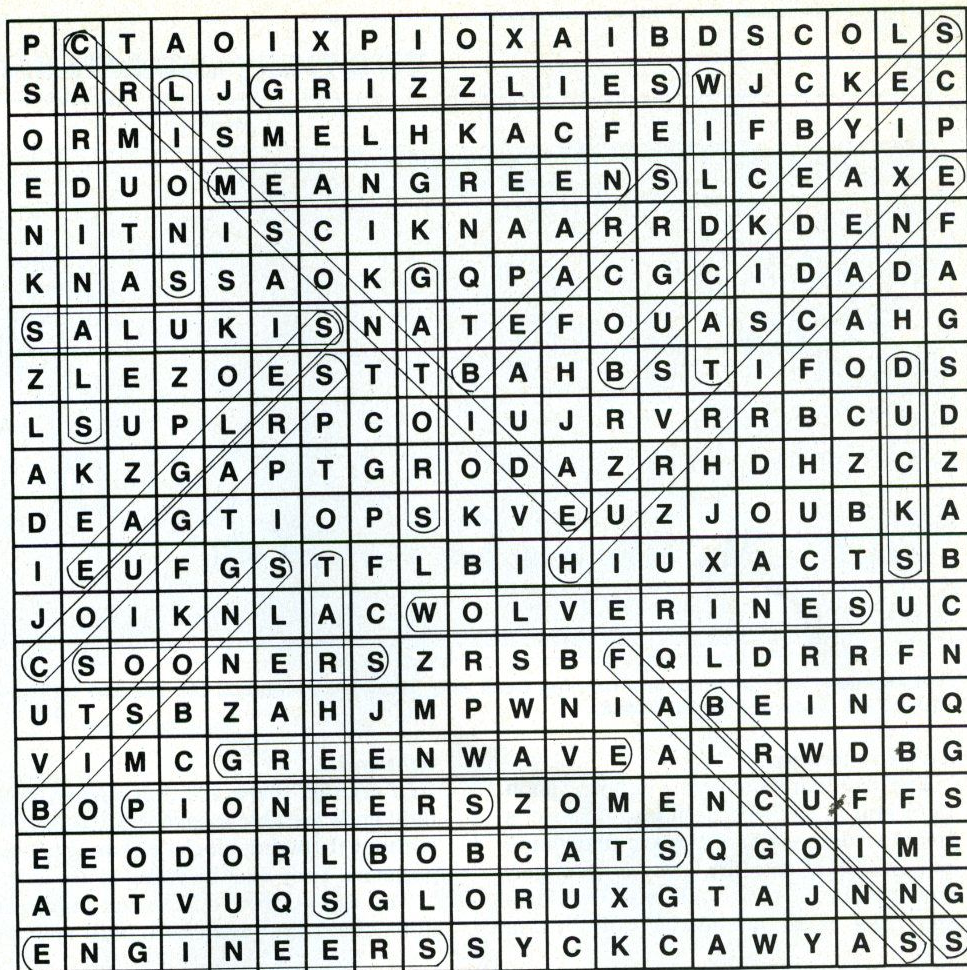 P C T A O I X P I O X A I B D S C O L S
S A R L J G R I Z Z L I E S W J C K E C
O R M I S M E L H K A C F E I F B Y I P
E D U O M E A N G R E E N S L C E A X E
N I T N I S C I K N A A R R D K D E N F
K N A S S A O K G Q P A C G C I D A D A
S A L U K I S N A T E F O U A S C A H G
Z L E Z O E S T T B A H B S T I F O D S
L S U P L R P C O I U J R V R R B C U D
A K Z G A P T G R O D A Z R H D H Z C Z
D E A G T I O P S K V E U Z J O U B K A
I E U F G S T F L B I H I U X A C T S B
J O I K N L A C W O L V E R I N E S U C
C S O O N E R S Z R S B F Q L D R R F N
U T S B Z A H J M P W N I A B E I N C Q
V I M C G R E E N W A V E A L R W D B G
B O P I O N E E R S Z O M E N C U F F S
E E O D O R L B O B C A T S Q G O I M E
A C T V U Q S G L O R U X G T A J N N G
E N G I N E E R S S Y C K C A W Y A S S